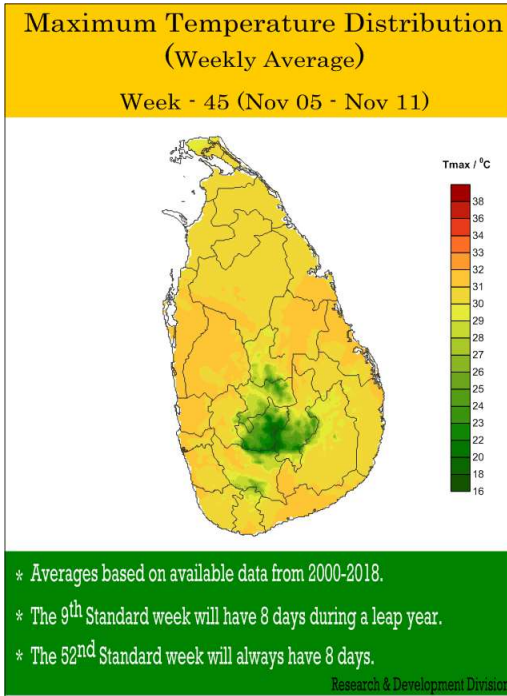 Maximum Temperature Distribution
(Weekly Average)
Week - 45 (Nov 05 - Nov 11)
Tmax / ⁰C
38
36
34
33
32
31
30
29
28
27
26
25
24
23
22
20
18
16
* Averages based on available data from 2000-2018.
* The 9th Standard week will have 8 days during a leap year.
* The 52nd Standard week will always have 8 days.
Research & Development Division